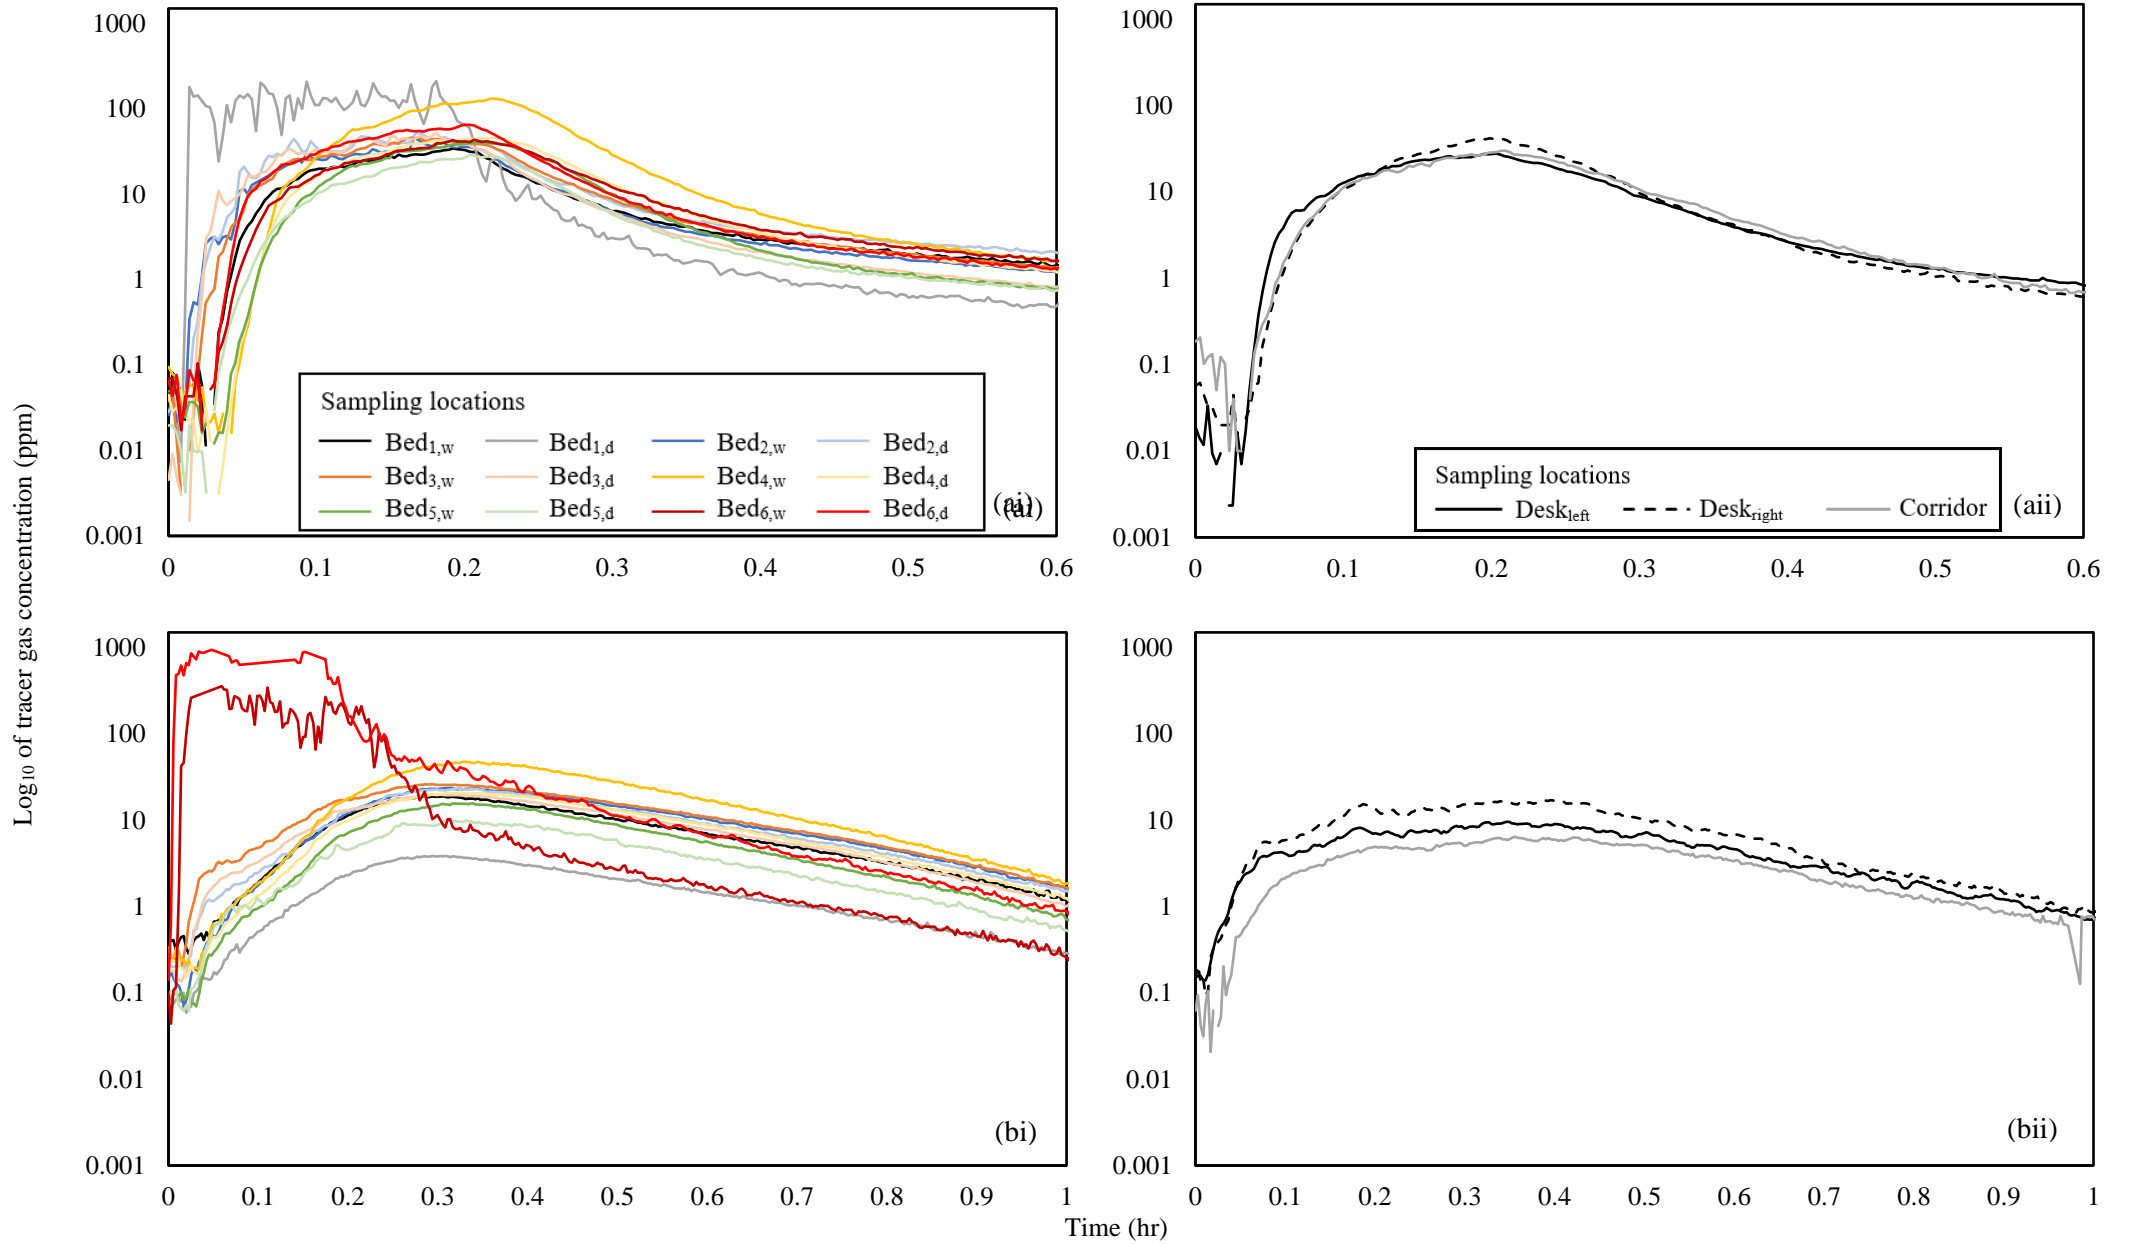 Log10 of tracer gas concentration (ppm)
1000
100
10
1
0.1
0.01
0.001
0 0.1 0.2 0.3 0.4 0.5 0.6
Sampling locations
Bed1,w Bed1,d Bed2,w Bed2,d
Bed3,w Bed3,d Bed4,w Bed4,d
Bed5,w Bed5,d Bed6,w Bed6,d
(ai)
(ai)
1000
100
10
1
0.1
0.01
0.001
0 0.1 0.2 0.3 0.4 0.5 0.6
Sampling locations
Deskleft Deskright Corridor
(aii)
1000
100
10
1
0.1
0.01
0.001
0 0.1 0.2 0.3 0.4 0.5 0.6 0.7 0.8 0.9 1
(bi)
1000
100
10
1
0.1
0.01
0.001
0 0.1 0.2 0.3 0.4 0.5 0.6 0.7 0.8 0.9 1
(bii)
Time (hr)